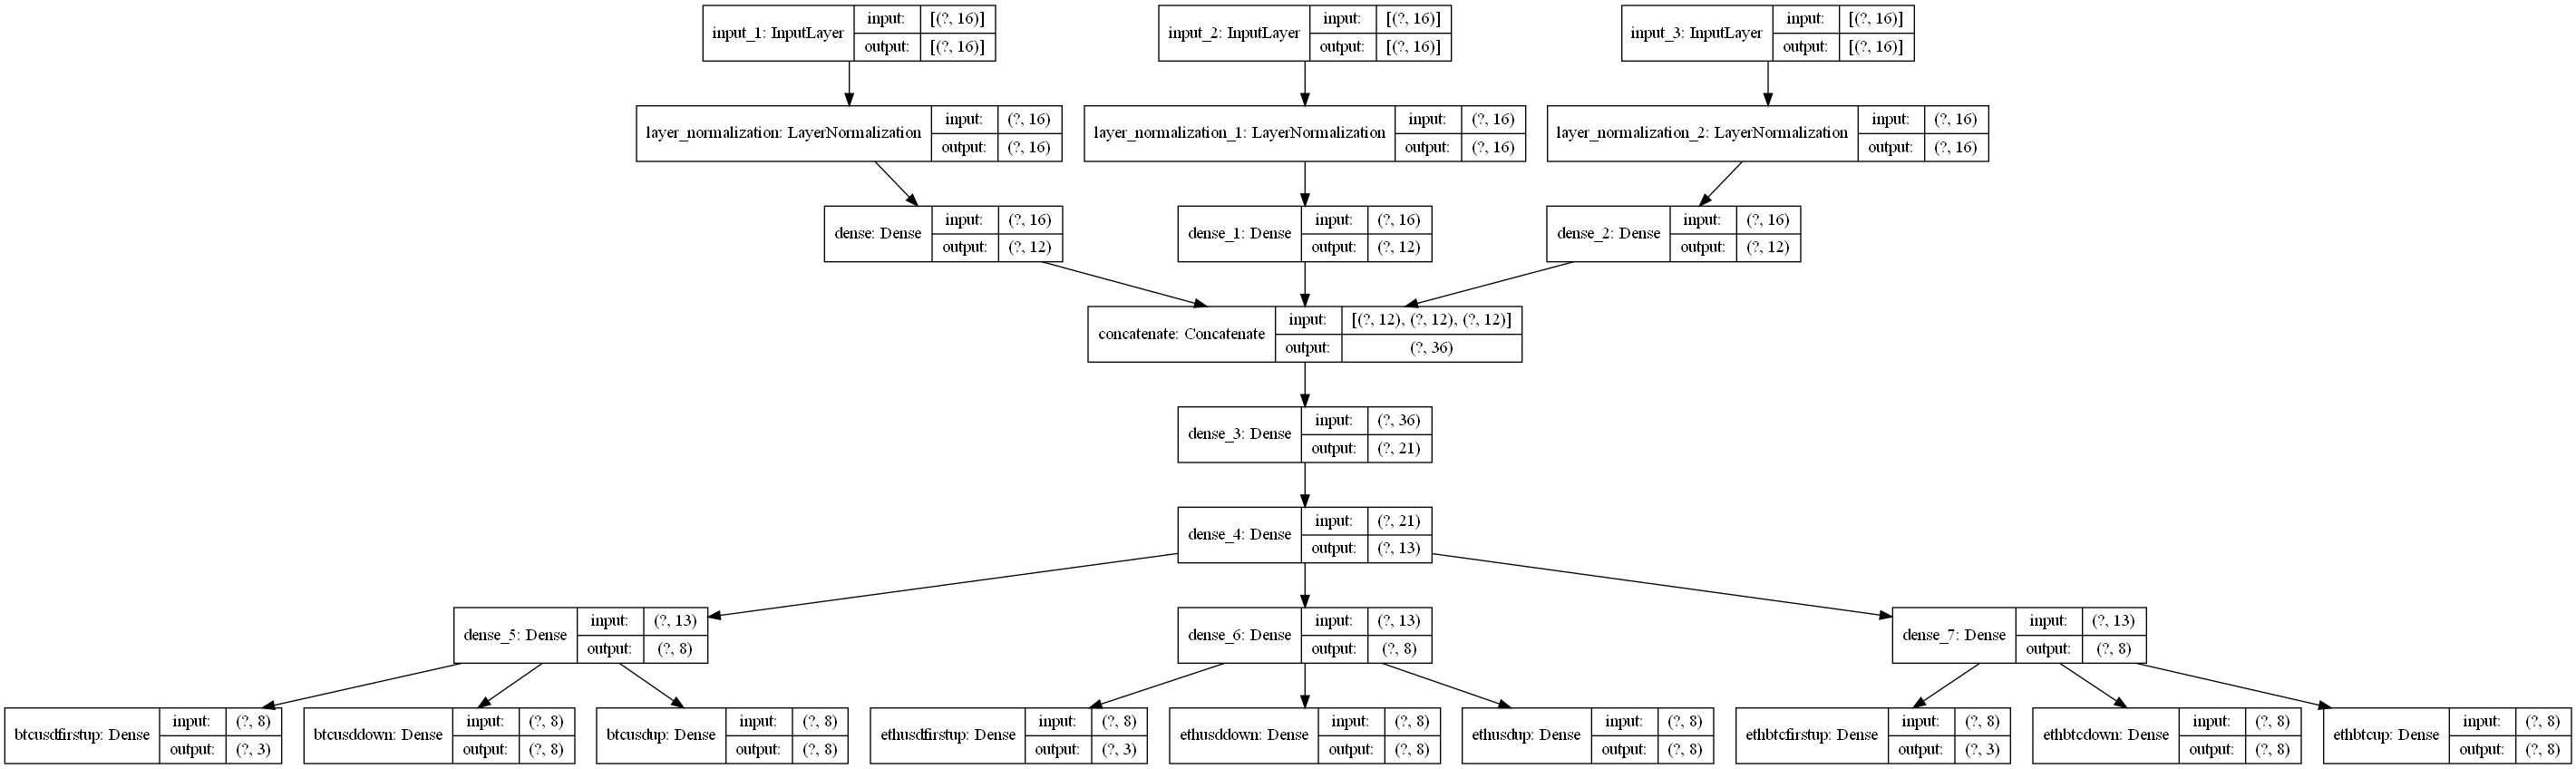 input_1: InputLayer input: [(?, 16)] output: [(?, 16)]
input_2: InputLayer input: [(?, 16)] output: [(?, 16)]
input_3: InputLayer input: [(?, 16)] output: [(?, 16)]
layer_normalization: LayerNormalization input: (?, 16) output: (?, 16)
layer_normalization_1: LayerNormalization input: (?, 16) output: (?, 16)
layer_normalization_2: LayerNormalization input: (?, 16) output: (?, 16)
dense: Dense input: (?, 16) output: (?, 12)
dense_1: Dense input: (?, 16) output: (?, 12)
dense_2: Dense input: (?, 16) output: (?, 12)
concatenate: Concatenate input: [(?, 12), (?, 12), (?, 12)] output: (?, 36)
dense_3: Dense input: (?, 36) output: (?, 21)
dense_4: Dense input: (?, 21) output: (?, 13)
dense_5: Dense input: (?, 13) output: (?, 8)
dense_6: Dense input: (?, 13) output: (?, 8)
dense_7: Dense input: (?, 13) output: (?, 8)
btcusdfirstup: Dense input: (?, 8) output: (?, 3)
btcusddown: Dense input: (?, 8) output: (?, 8)
btcusdup: Dense input: (?, 8) output: (?, 8)
ethusdfirstup: Dense input: (?, 8) output: (?, 3)
ethusddown: Dense input: (?, 8) output: (?, 8)
ethusdup: Dense input: (?, 8) output: (?, 8)
ethbtcfirstup: Dense input: (?, 8) output: (?, 3)
ethbtcdown: Dense input: (?, 8) output: (?, 8)
ethbtcup: Dense input: (?, 8) output: (?, 8)